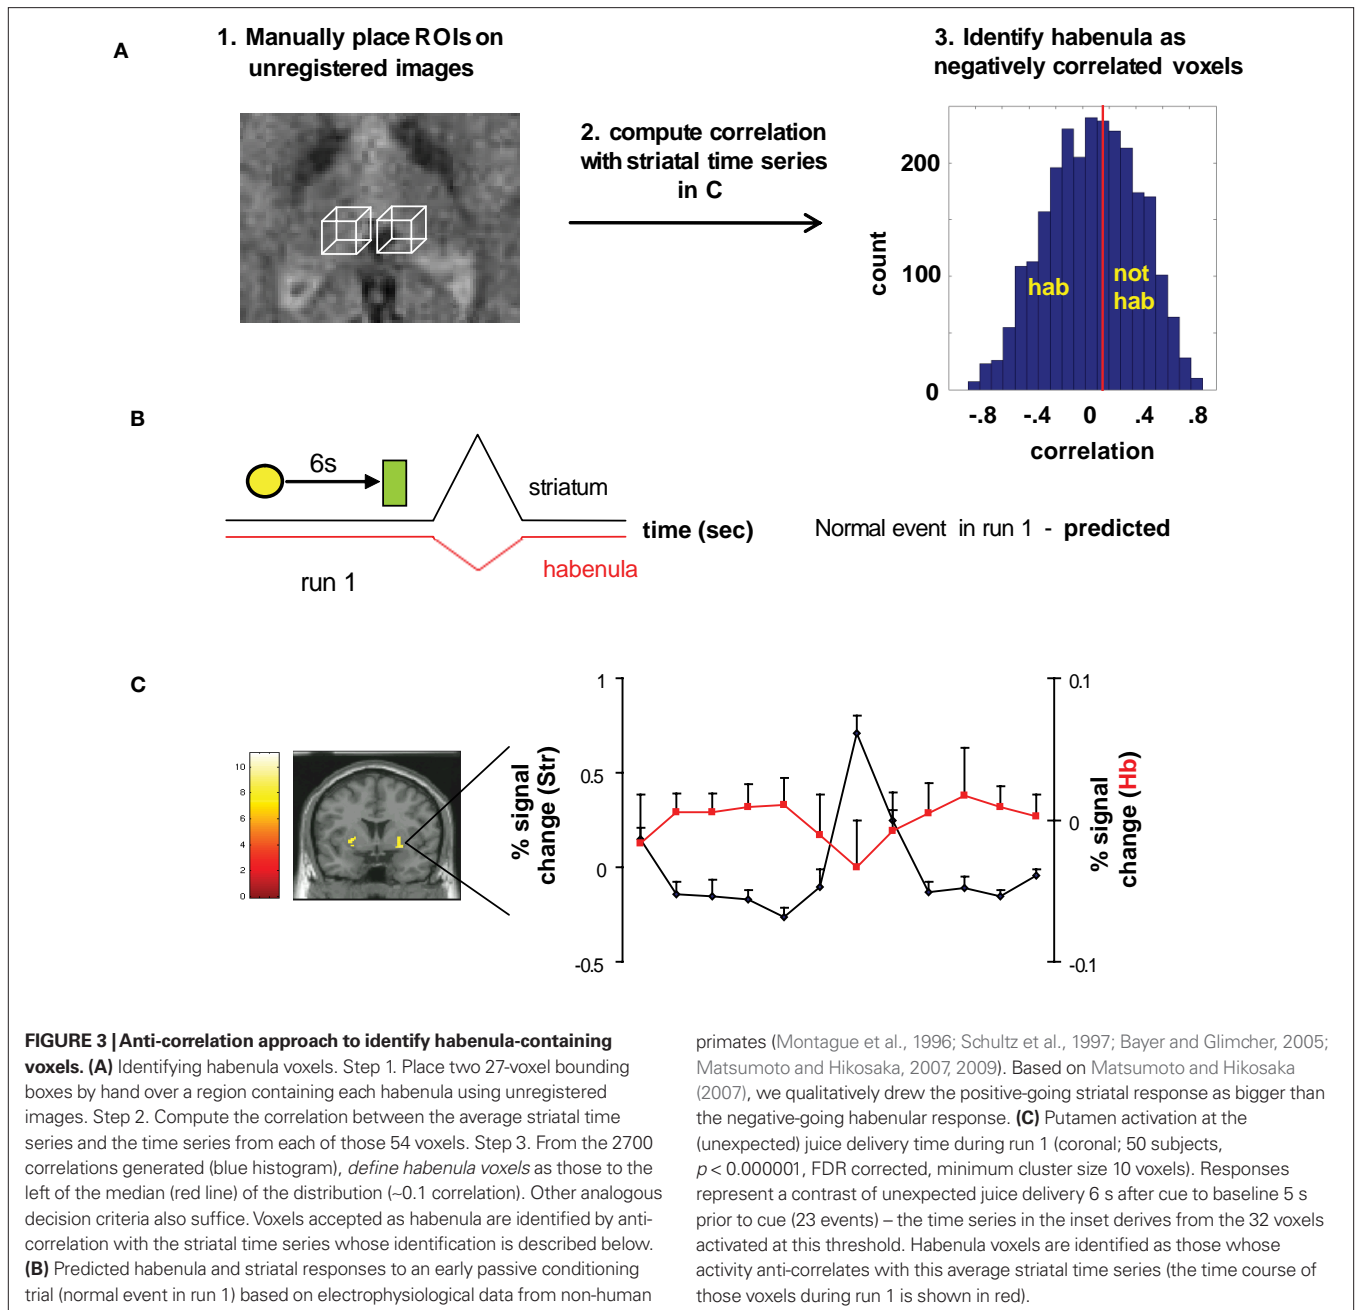 A
1. Manually place ROIs on
unregistered images
2. compute correlation
with striatal time series
in C
3. Identify habenula as
negatively correlated voxels
200
100
0
count
hab
not
hab
-.8 -.4 0 .4 .8
correlation
B
6s
striatum
time (sec)
habenula
run 1
Normal event in run 1 - predicted
C
10
8
6
4
2
0
% signal
change (Str)
1
0.5
0
-0.5
0.1
0
-0.1
% signal
change (Hb)
FIGURE 3 | Anti-correlation approach to identify habenula-containing
voxels. (A) Identifying habenula voxels. Step 1. Place two 27-voxel bounding
boxes by hand over a region containing each habenula using unregistered
images. Step 2. Compute the correlation between the average striatal time
series and the time series from each of those 54 voxels. Step 3. From the 2700
correlations generated (blue histogram), define habenula voxels as those to the
left of the median (red line) of the distribution (~0.1 correlation). Other analogous
decision criteria also suffice. Voxels accepted as habenula are identified by anti-
correlation with the striatal time series whose identification is described below.
(B) Predicted habenula and striatal responses to an early passive conditioning
trial (normal event in run 1) based on electrophysiological data from non-human
primates (Montague et al., 1996; Schultz et al., 1997; Bayer and Glimcher, 2005;
Matsumoto and Hikosaka, 2007, 2009). Based on Matsumoto and Hikosaka
(2007), we qualitatively drew the positive-going striatal response as bigger than
the negative-going habenular response. (C) Putamen activation at the
(unexpected) juice delivery time during run 1 (coronal; 50 subjects,
p < 0.000001, FDR corrected, minimum cluster size 10 voxels). Responses
represent a contrast of unexpected juice delivery 6 s after cue to baseline 5 s
prior to cue (23 events) – the time series in the inset derives from the 32 voxels
activated at this threshold. Habenula voxels are identified as those whose
activity anti-correlates with this average striatal time series (the time course of
those voxels during run 1 is shown in red).